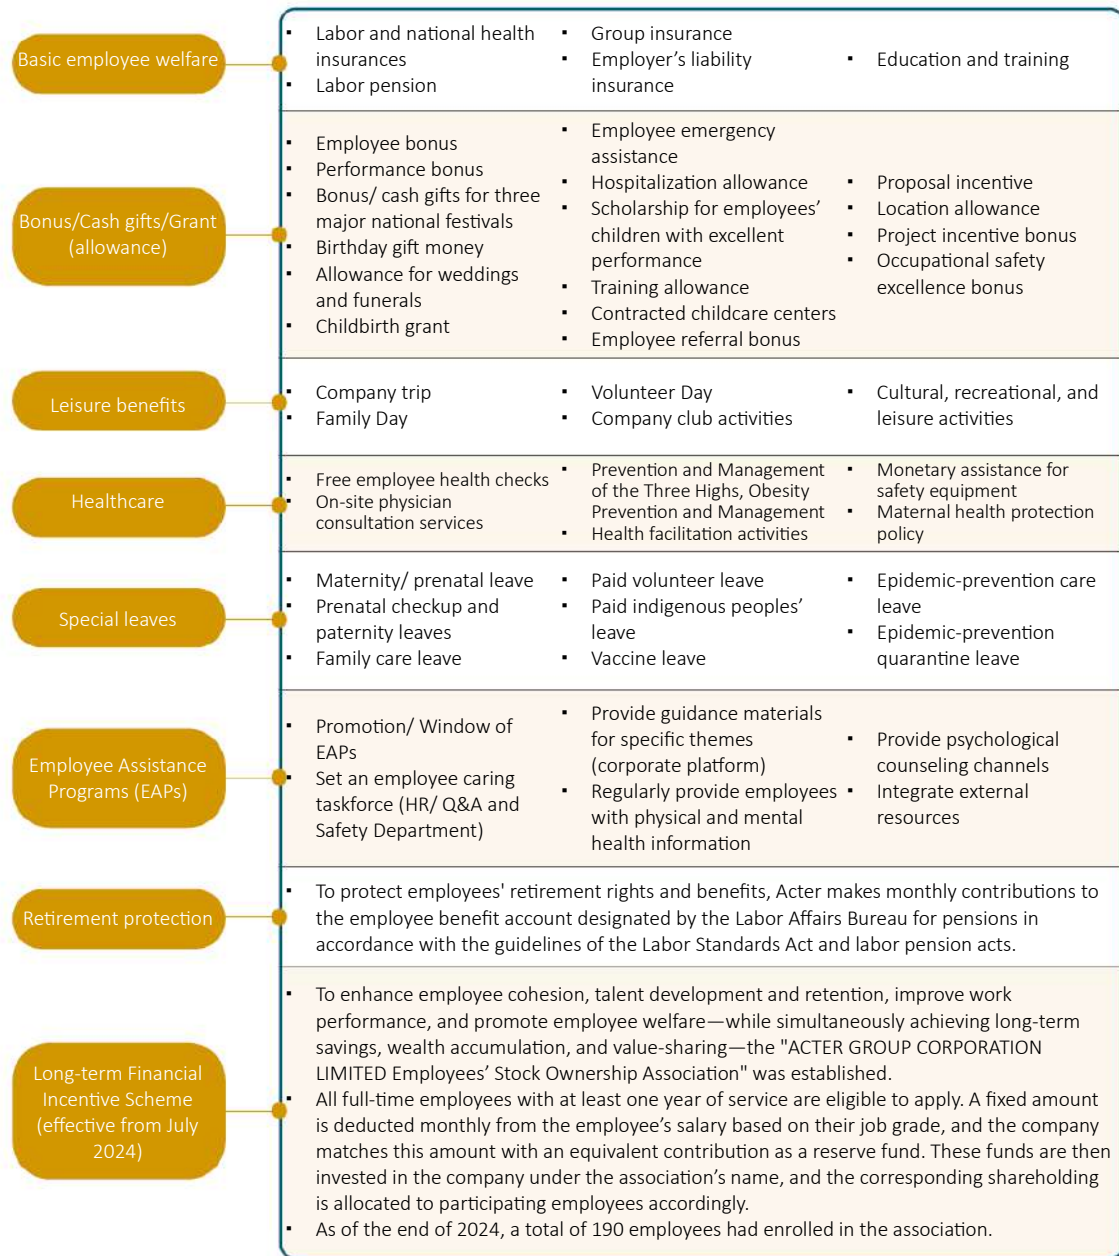 Basic employee welfare
▪ Labor and national health
insurances
▪ Labor pension
▪ Group insurance
▪ Employer’s liability
insurance
▪ Education and training
Bonus/Cash gifts/Grant
(allowance)
▪ Employee bonus
▪ Performance bonus
▪ Bonus/ cash gifts for three
major national festivals
▪ Birthday gift money
▪ Allowance for weddings
and funerals
▪ Childbirth grant
▪ Employee emergency
assistance
▪ Hospitalization allowance
▪ Scholarship for employees’
children with excellent
performance
▪ Training allowance
▪ Contracted childcare centers
▪ Employee referral bonus
▪ Proposal incentive
▪ Location allowance
▪ Project incentive bonus
▪ Occupational safety
excellence bonus
Leisure benefits
▪ Company trip
▪ Family Day
▪ Volunteer Day
▪ Company club activities
▪ Cultural, recreational, and
leisure activities
Healthcare
▪ Free employee health checks
▪ On-site physician
consultation services
▪ Prevention and Management
of the Three Highs, Obesity
Prevention and Management
▪ Health facilitation activities
▪ Monetary assistance for
safety equipment
▪ Maternal health protection
policy
Special leaves
▪ Maternity/ prenatal leave
▪ Prenatal checkup and
paternity leaves
▪ Family care leave
▪ Paid volunteer leave
▪ Paid indigenous peoples’
leave
▪ Vaccine leave
▪ Epidemic-prevention care
leave
▪ Epidemic-prevention
quarantine leave
Employee Assistance
Programs (EAPs)
▪ Promotion/ Window of
EAPs
▪ Set an employee caring
taskforce (HR/ Q&A and
Safety Department)
▪ Provide guidance materials
for specific themes
(corporate platform)
▪ Regularly provide employees
with physical and mental
health information
▪ Provide psychological
counseling channels
▪ Integrate external
resources
Retirement protection
▪ To protect employees' retirement rights and benefits, Acter makes monthly contributions to
the employee benefit account designated by the Labor Affairs Bureau for pensions in
accordance with the guidelines of the Labor Standards Act and labor pension acts.
Long-term Financial
Incentive Scheme
(effective from July
2024)
▪ To enhance employee cohesion, talent development and retention, improve work
performance, and promote employee welfare—while simultaneously achieving long-term
savings, wealth accumulation, and value-sharing—the "ACTER GROUP CORPORATION
LIMITED Employees’ Stock Ownership Association" was established.
▪ All full-time employees with at least one year of service are eligible to apply. A fixed amount
is deducted monthly from the employee’s salary based on their job grade, and the company
matches this amount with an equivalent contribution as a reserve fund. These funds are then
invested in the company under the association’s name, and the corresponding shareholding
is allocated to participating employees accordingly.
▪ As of the end of 2024, a total of 190 employees had enrolled in the association.